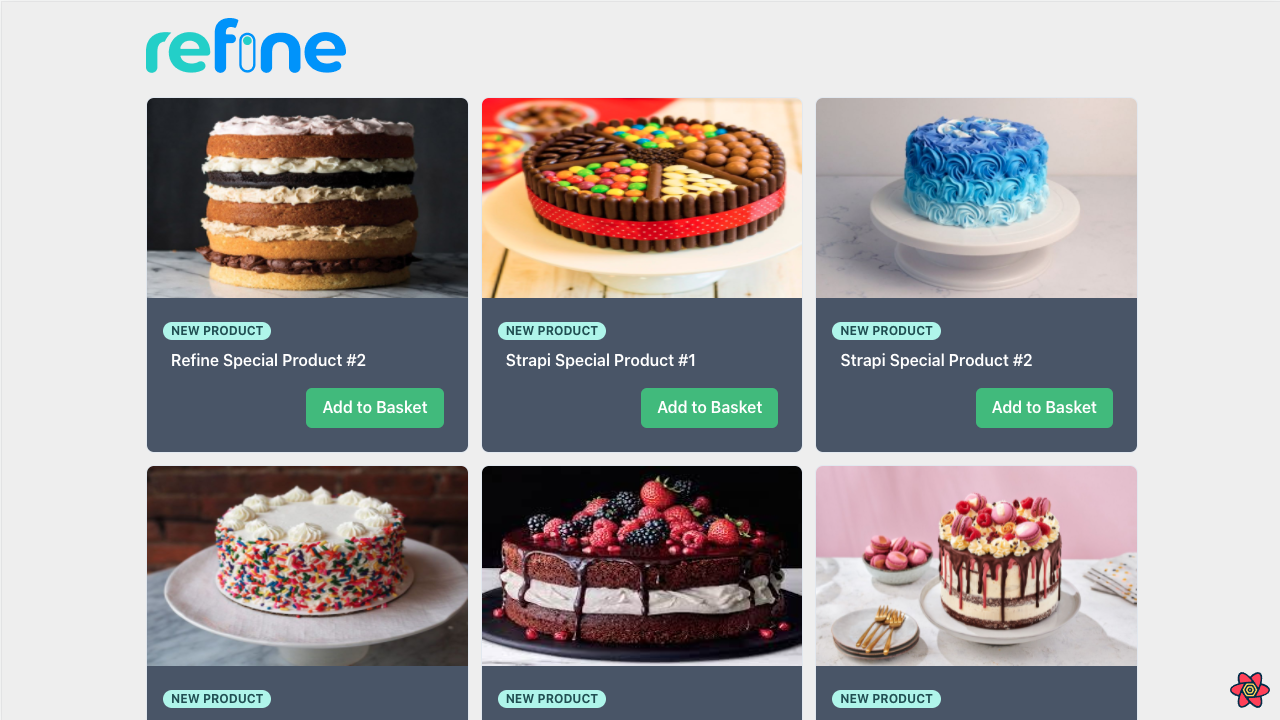 refine
NEW PRODUCT
Refine Special Product #2
Add to Basket
NEW PRODUCT
Strapi Special Product #1
Add to Basket
NEW PRODUCT
Strapi Special Product #2
Add to Basket
NEW PRODUCT
NEW PRODUCT
NEW PRODUCT